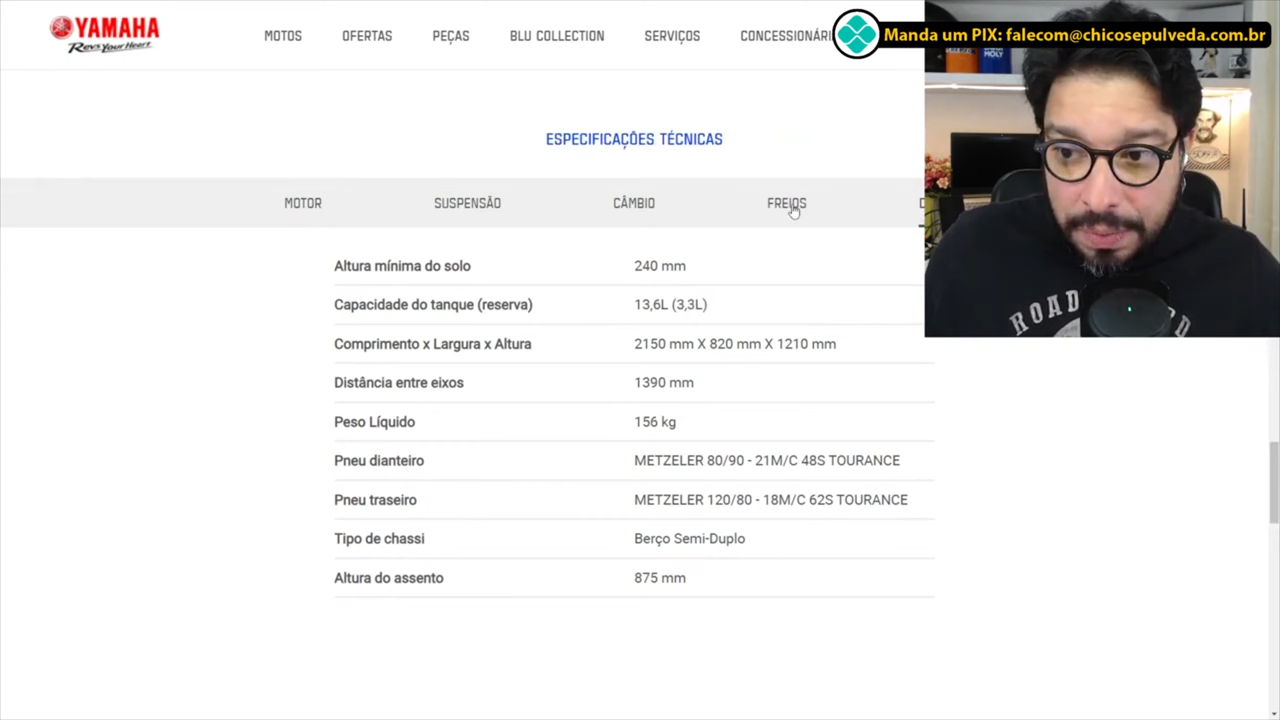 YAMAHA
Revs Your Heart
MOTOS OFERTAS PEÇAS BLU COLLECTION SERVIÇOS
Manda um PIX: falecom@chicosepulveda.com.br
MOBIL
ESPECIFICAÇÕES TÉCNICAS
MOTOR SUSPENSÃO CÂMBIO FREIOS
Altura mínima do solo 240 mm
Capacidade do tanque (reserva) 13,6L (3,3L)
Comprimento x Largura x Altura 2150 mm X 820 mm X 1210 mm
Distância entre eixos 1390 mm
Peso Líquido 156 kg
Pneu dianteiro METZELER 80/90 - 21M/C 48S TOURANCE
Pneu traseiro METZELER 120/80 - 18M/C 62S TOURANCE
Tipo de chassi Berço Semi-Duplo
Altura do assento 875 mm